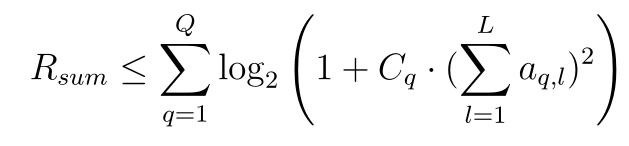 R_{sum} \leq \sum_{q=1}^{Q} \log_2 \left( 1 + C_q \cdot (\sum_{l=1}^{L} a_{q,l})^2 \right)